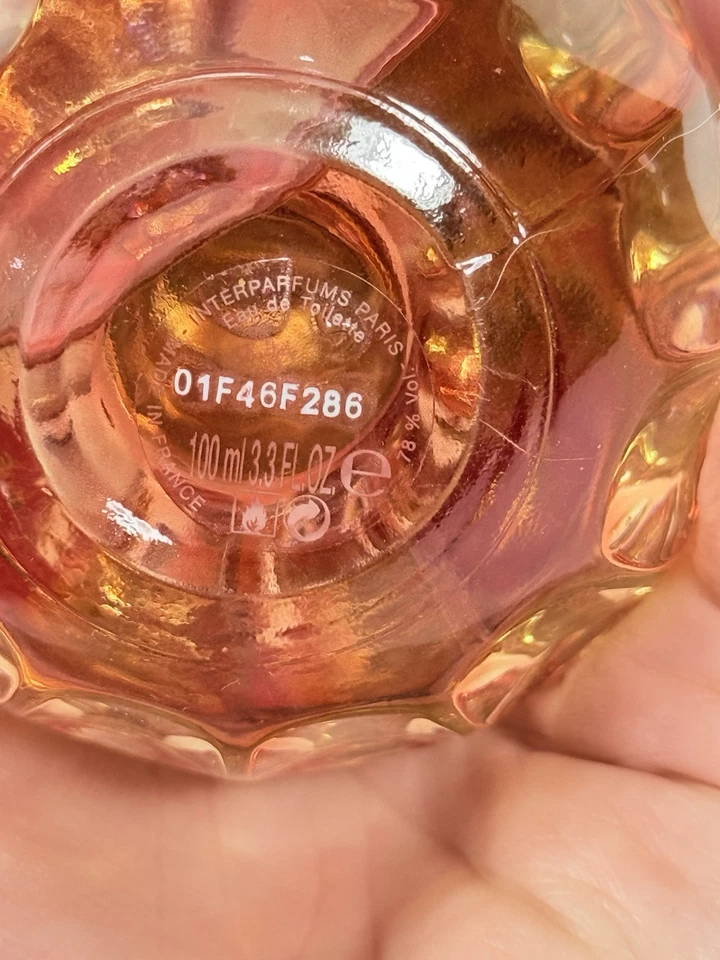 INTERPARFUMS PARIS
Eau de Toilette
01F46F286
100 ml 3.3 FL.OZ e
MADE IN FRANCE
78 % Vol.